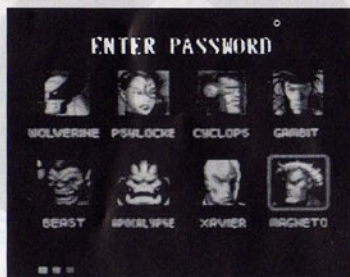 ENTER PASSWORD
WOLVERINE PSYLOCKE CYCLOPS GAMBIT
BEAST APOCALYPSE XAVIER MAGNETO